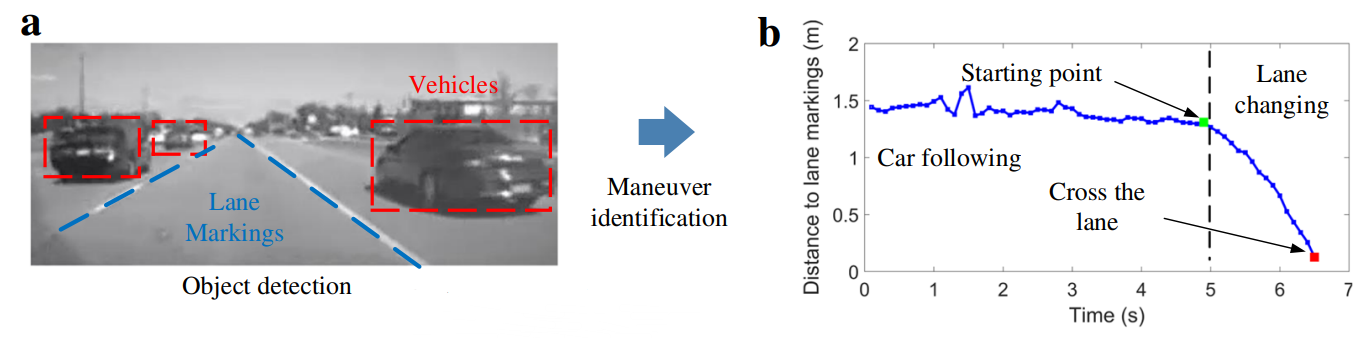 a
Vehicles
Lane
Markings
Object detection
Maneuver
identification
b
Distance to lane markings (m)
2
1.5
1
0.5
0
Starting point
Lane
changing
Car following
Cross the
lane
0 1 2 3 4 5 6 7
Time (s)